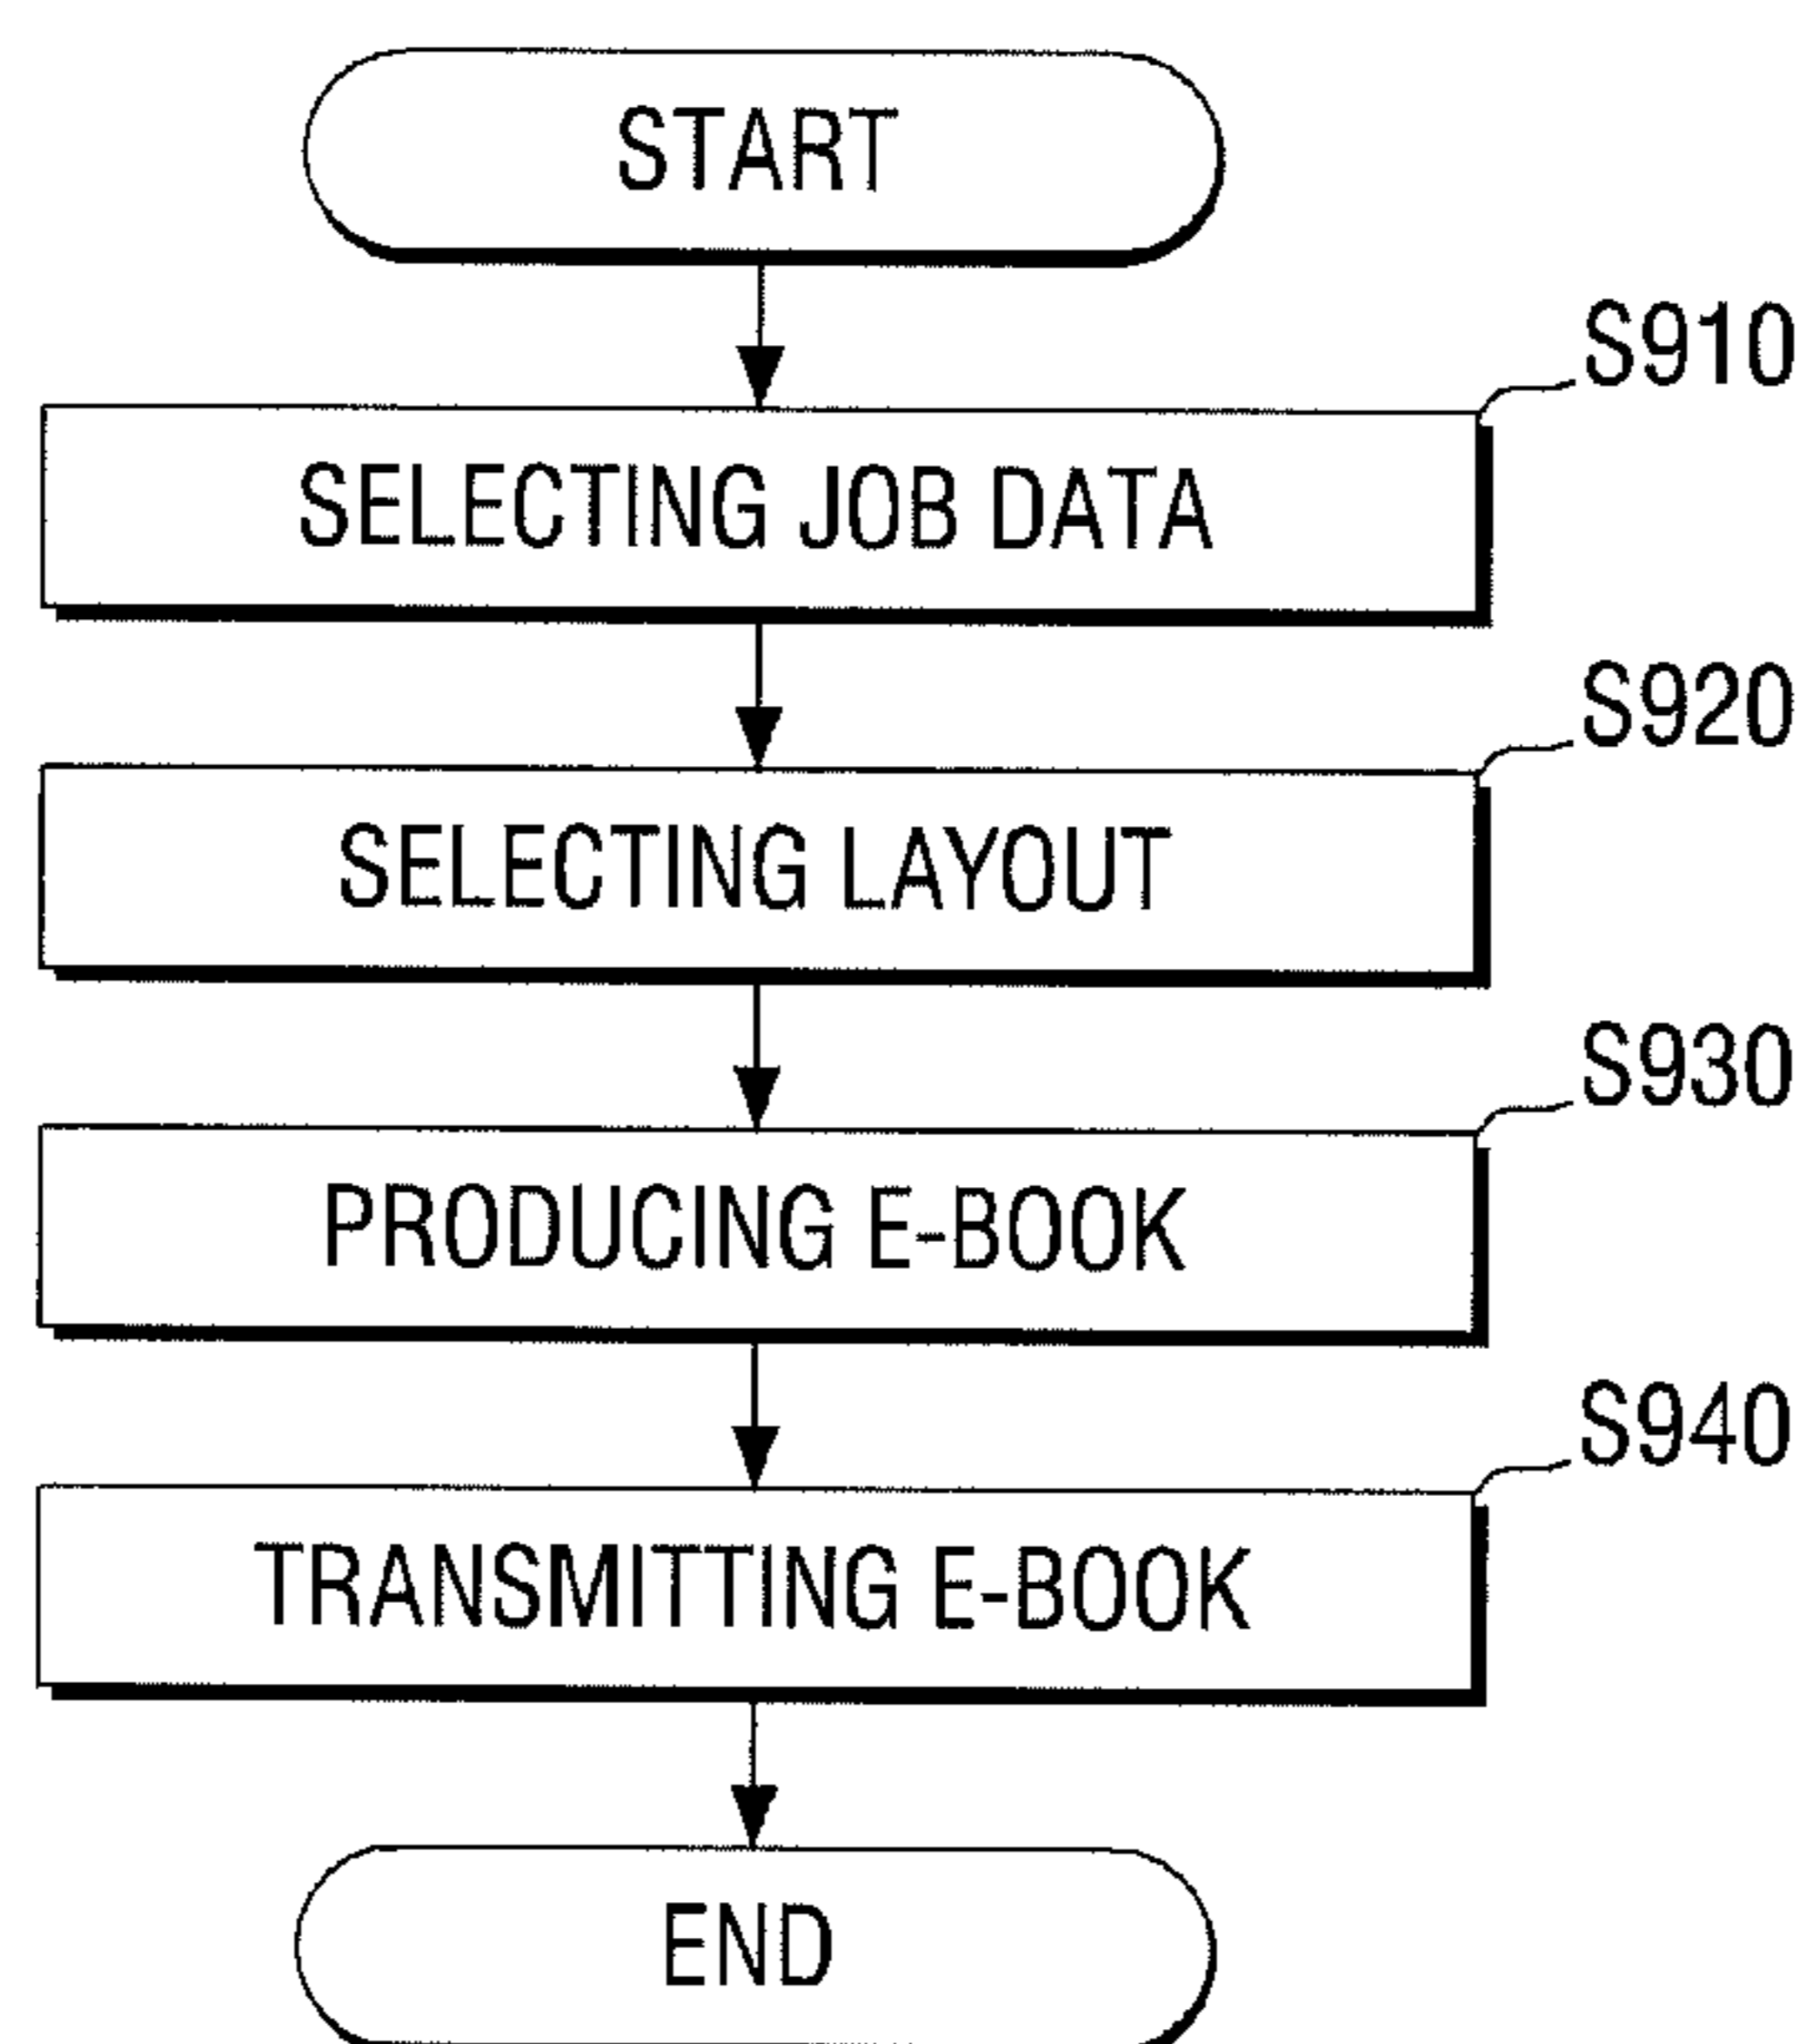 START
S910
SELECTING JOB DATA
S920
SELECTING LAYOUT
S930
PRODUCING E-BOOK
S940
TRANSMITTING E-BOOK
END